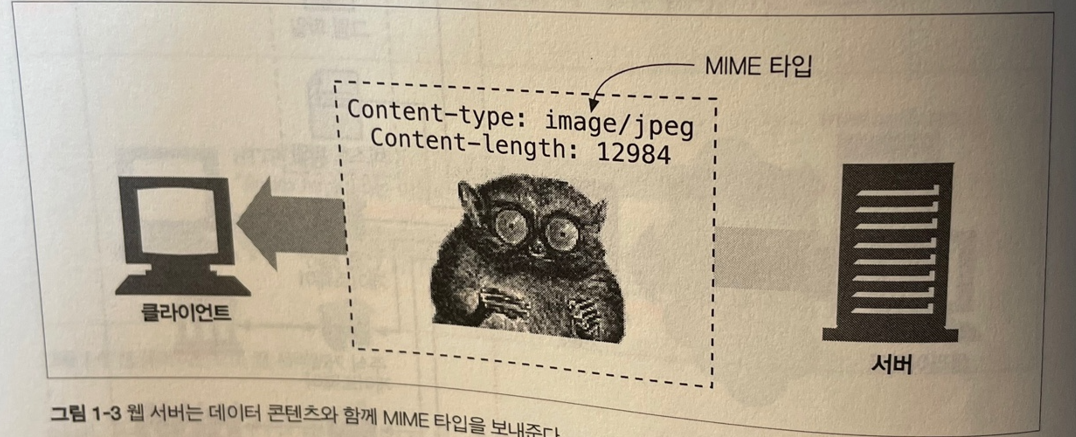 MIME 타입
Content-type: image/jpeg
Content-length: 12984
클라이언트
서버
그림 1-3 웹 서버는 데이터 콘텐츠와 함께 MIME 타입을 보내준다